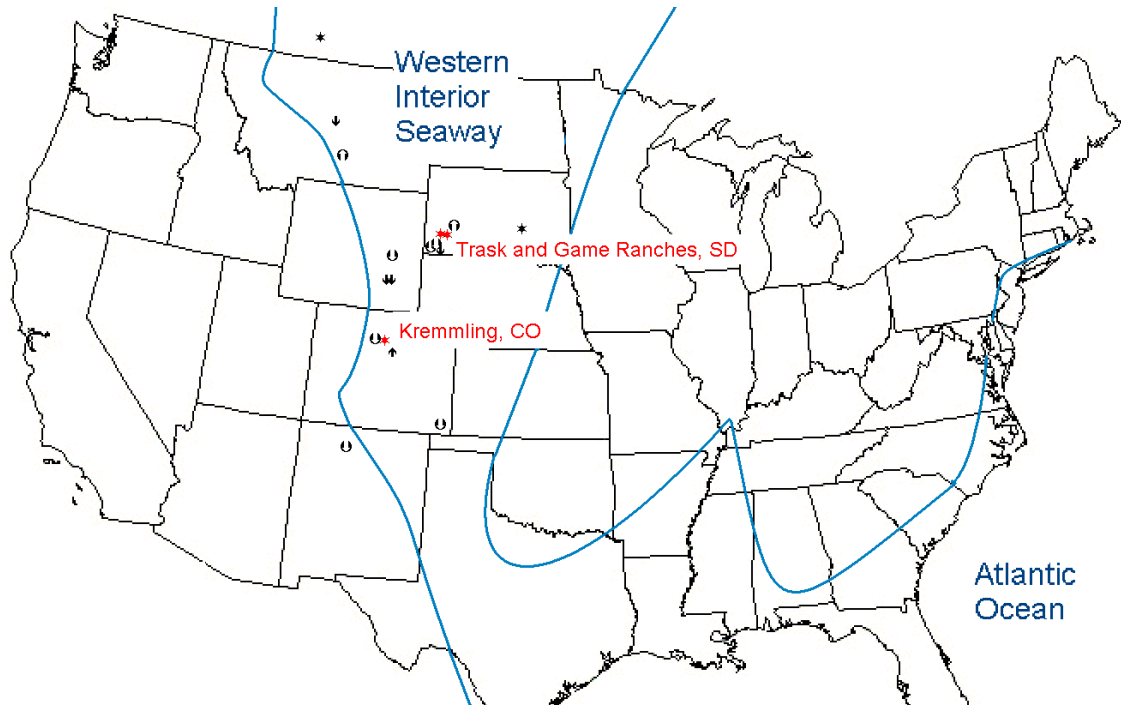 Western
Interior
Seaway
Trask and Game Ranches, SD
Kremmling, CO
Atlantic
Ocean